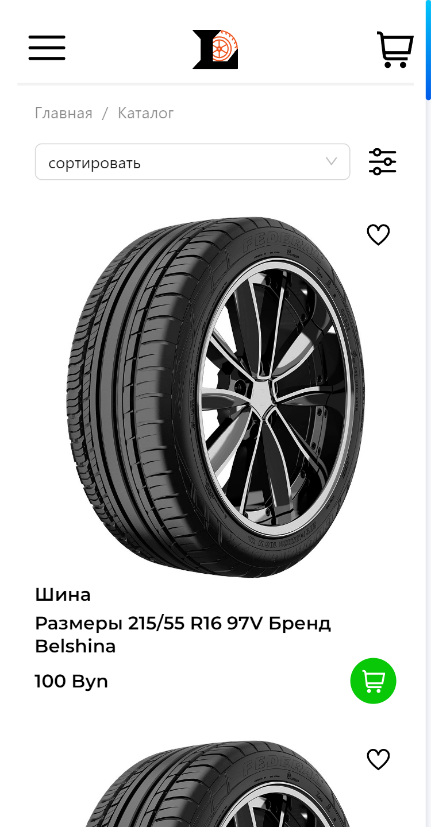 Главная / Каталог
сортировать
Шина
Размеры 215/55 R16 97V Бренд
Belshina
100 Byn